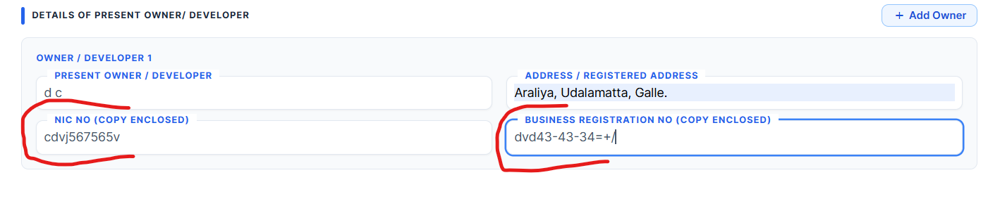 DETAILS OF PRESENT OWNER/ DEVELOPER
+ Add Owner
OWNER / DEVELOPER 1
PRESENT OWNER / DEVELOPER
d c
ADDRESS / REGISTERED ADDRESS
Araliya, Udalamatta, Galle.
NIC NO (COPY ENCLOSED)
cdvj567565v
BUSINESS REGISTRATION NO (COPY ENCLOSED)
dvd43-43-34=+/